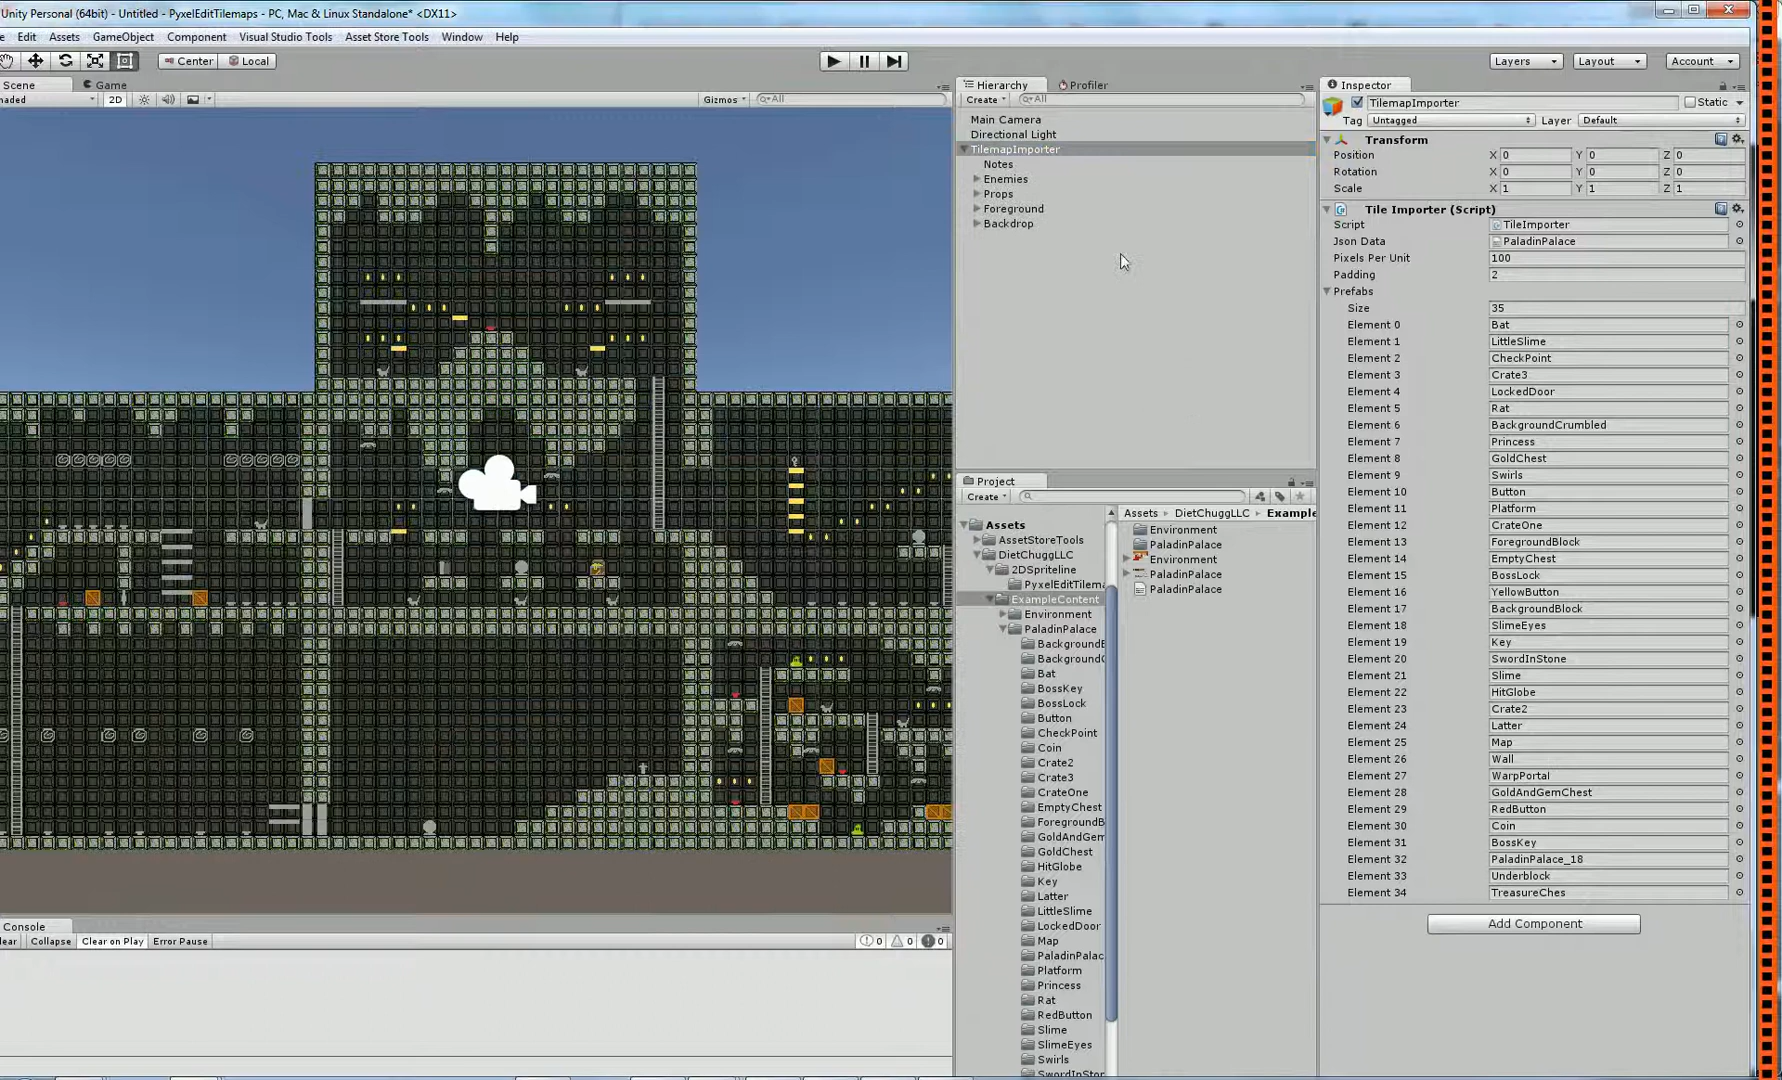 Unity Personal (64bit) - Untitled - PyxelEditTilemaps - PC, Mac & Linux Standalone* <DX11>
Edit Assets GameObject Component Visual Studio Tools Asset Store Tools Window Help
Center Local Layers Layout Account
Scene Game
haded 2D Gizmos All
Hierarchy Profiler
Create All
Main Camera
Directional Light
TilemapImporter
Notes
Enemies
Props
Foreground
Backdrop
Project
Create
Assets
AssetStoreTools
DietChuggLLC
2DSpriteline
PyxelEditTilema
ExampleContent
Environment
PaladinPalace
BackgroundB
BackgroundC
Bat
BossKey
BossLock
Button
CheckPoint
Coin
Crate2
Crate3
CrateOne
EmptyChest
ForegroundB
GoldAndGem
GoldChest
HitGlobe
Key
Latter
LittleSlime
LockedDoor
Map
PaladinPalac
Platform
Princess
Rat
RedButton
Slime
SlimeEyes
Swirls
SwordInSton
Assets DietChuggLLC Example
Environment
PaladinPalace
Environment
PaladinPalace
PaladinPalace
Inspector
TilemapImporter Static
Tag Untagged Layer Default
Transform
Position X 0 Y 0 Z 0
Rotation X 0 Y 0 Z 0
Scale X 1 Y 1 Z 1
Tile Importer (Script)
Script TileImporter
Json Data PaladinPalace
Pixels Per Unit 100
Padding 2
Prefabs
Size 35
Element 0 Bat
Element 1 LittleSlime
Element 2 CheckPoint
Element 3 Crate3
Element 4 LockedDoor
Element 5 Rat
Element 6 BackgroundCrumbled
Element 7 Princess
Element 8 GoldChest
Element 9 Swirls
Element 10 Button
Element 11 Platform
Element 12 CrateOne
Element 13 ForegroundBlock
Element 14 EmptyChest
Element 15 BossLock
Element 16 YellowButton
Element 17 BackgroundBlock
Element 18 SlimeEyes
Element 19 Key
Element 20 SwordInStone
Element 21 Slime
Element 22 HitGlobe
Element 23 Crate2
Element 24 Latter
Element 25 Map
Element 26 Wall
Element 27 WarpPortal
Element 28 GoldAndGemChest
Element 29 RedButton
Element 30 Coin
Element 31 BossKey
Element 32 PaladinPalace_18
Element 33 Underblock
Element 34 TreasureChes
Add Component
Console
lear Collapse Clear on Play Error Pause 0 0 0